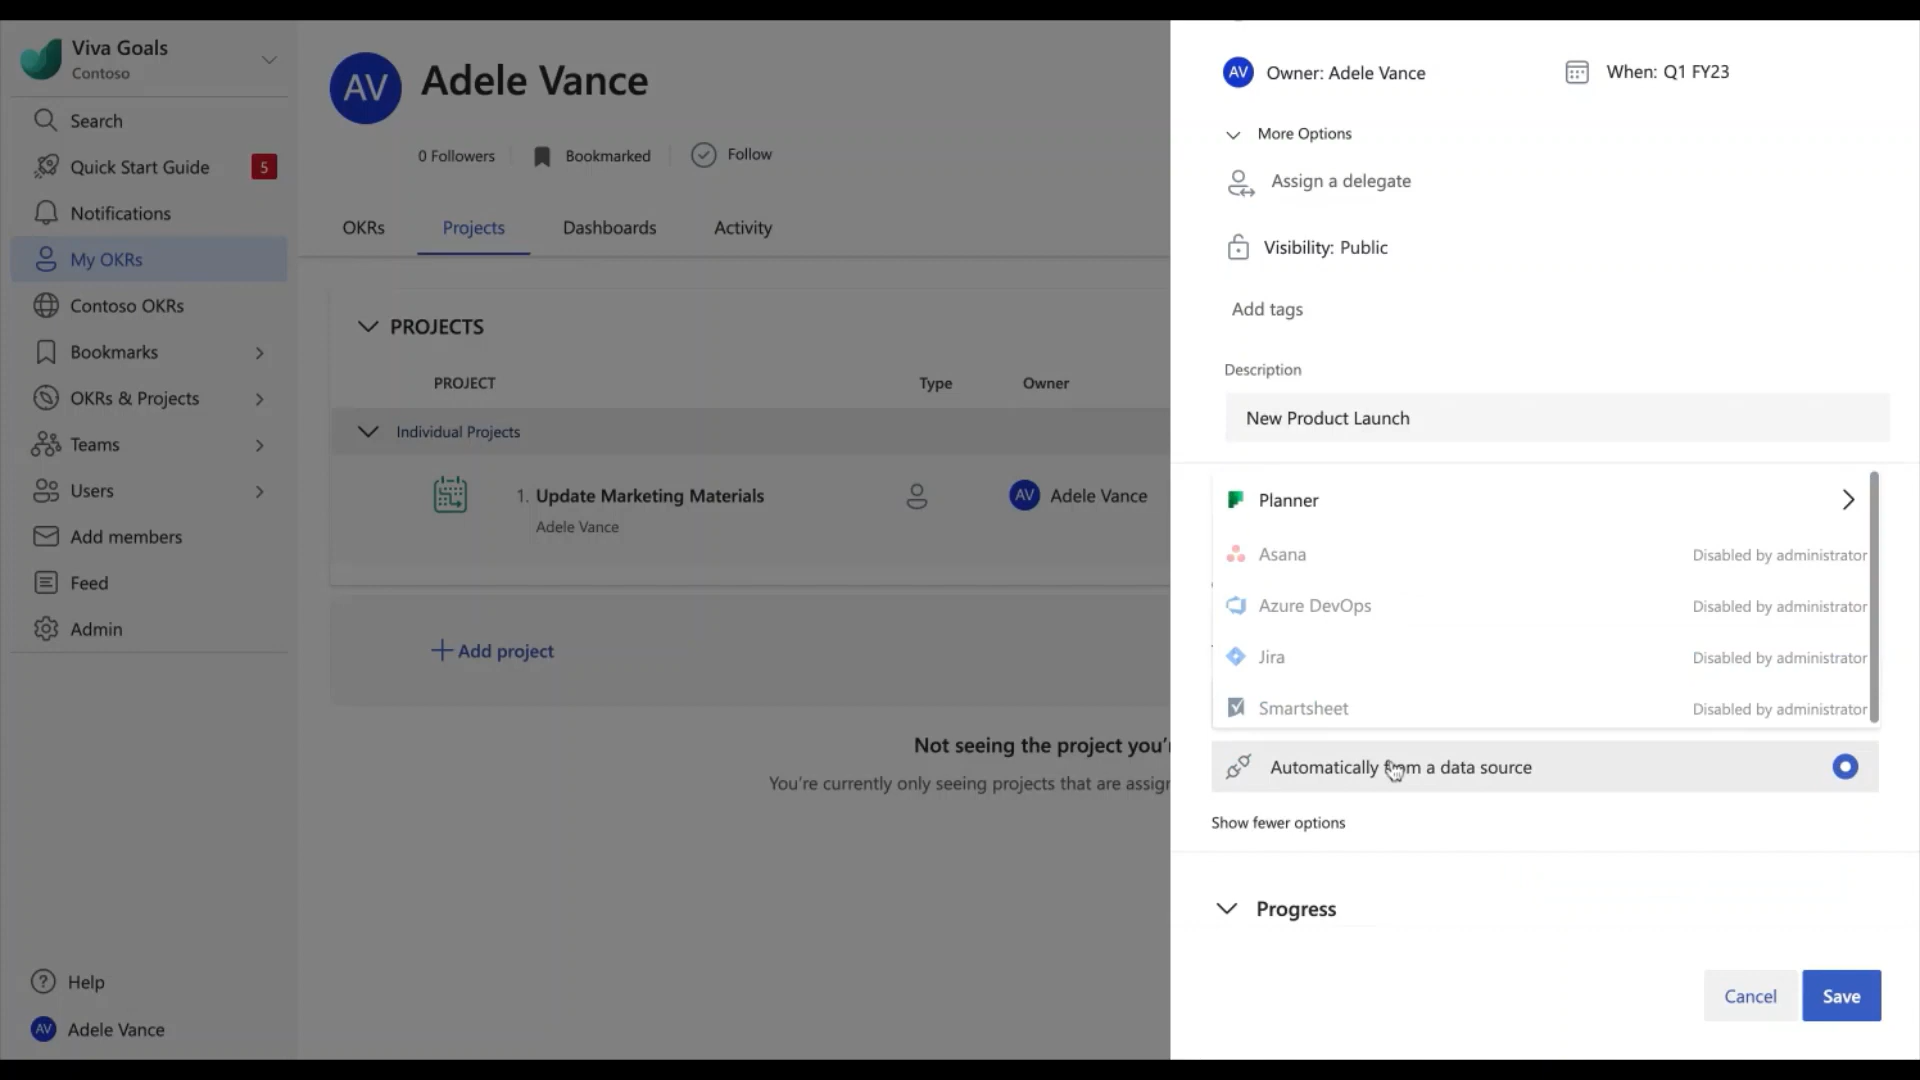 Viva Goals
Contoso
Search
Quick Start Guide 5
Notifications
My OKRs
Contoso OKRs
Bookmarks
OKRs & Projects
Teams
Users
Add members
Feed
Admin
Help
AV Adele Vance
AV Adele Vance
0 Followers Bookmarked Follow
OKRs Projects Dashboards Activity
PROJECTS
PROJECT Type Owner
Individual Projects
1. Update Marketing Materials AV Adele Vance
Adele Vance
Add project
Not seeing the project you'r
You're currently only seeing projects that are assign
AV Owner: Adele Vance When: Q1 FY23
More Options
Assign a delegate
Visibility: Public
Add tags
Description
New Product Launch
Planner
Asana Disabled by administrator
Azure DevOps Disabled by administrator
Jira Disabled by administrator
Smartsheet Disabled by administrator
Automatically from a data source
Show fewer options
Progress
Cancel Save